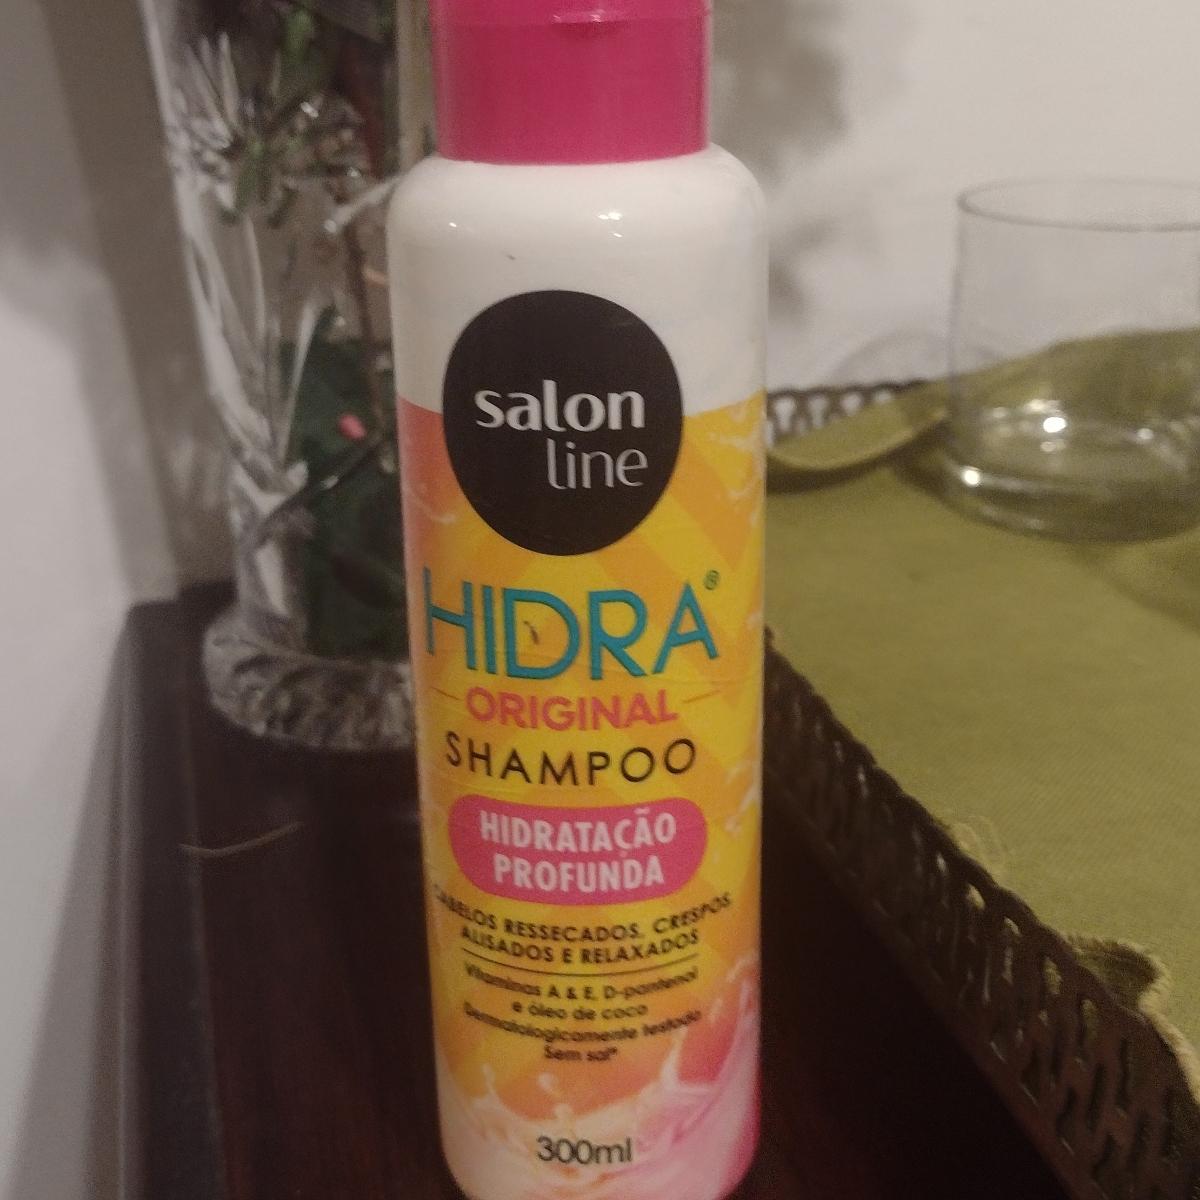 salon
line
HIDRA®
ORIGINAL
SHAMPOO
HIDRATAÇÃO
PROFUNDA
CABELOS RESSECADOS, CRESPOS,
ALISADOS E RELAXADOS
Vitaminas A & E, D-pantenol
e óleo de coco
Dermatologicamente testado
Sem sal*
300ml